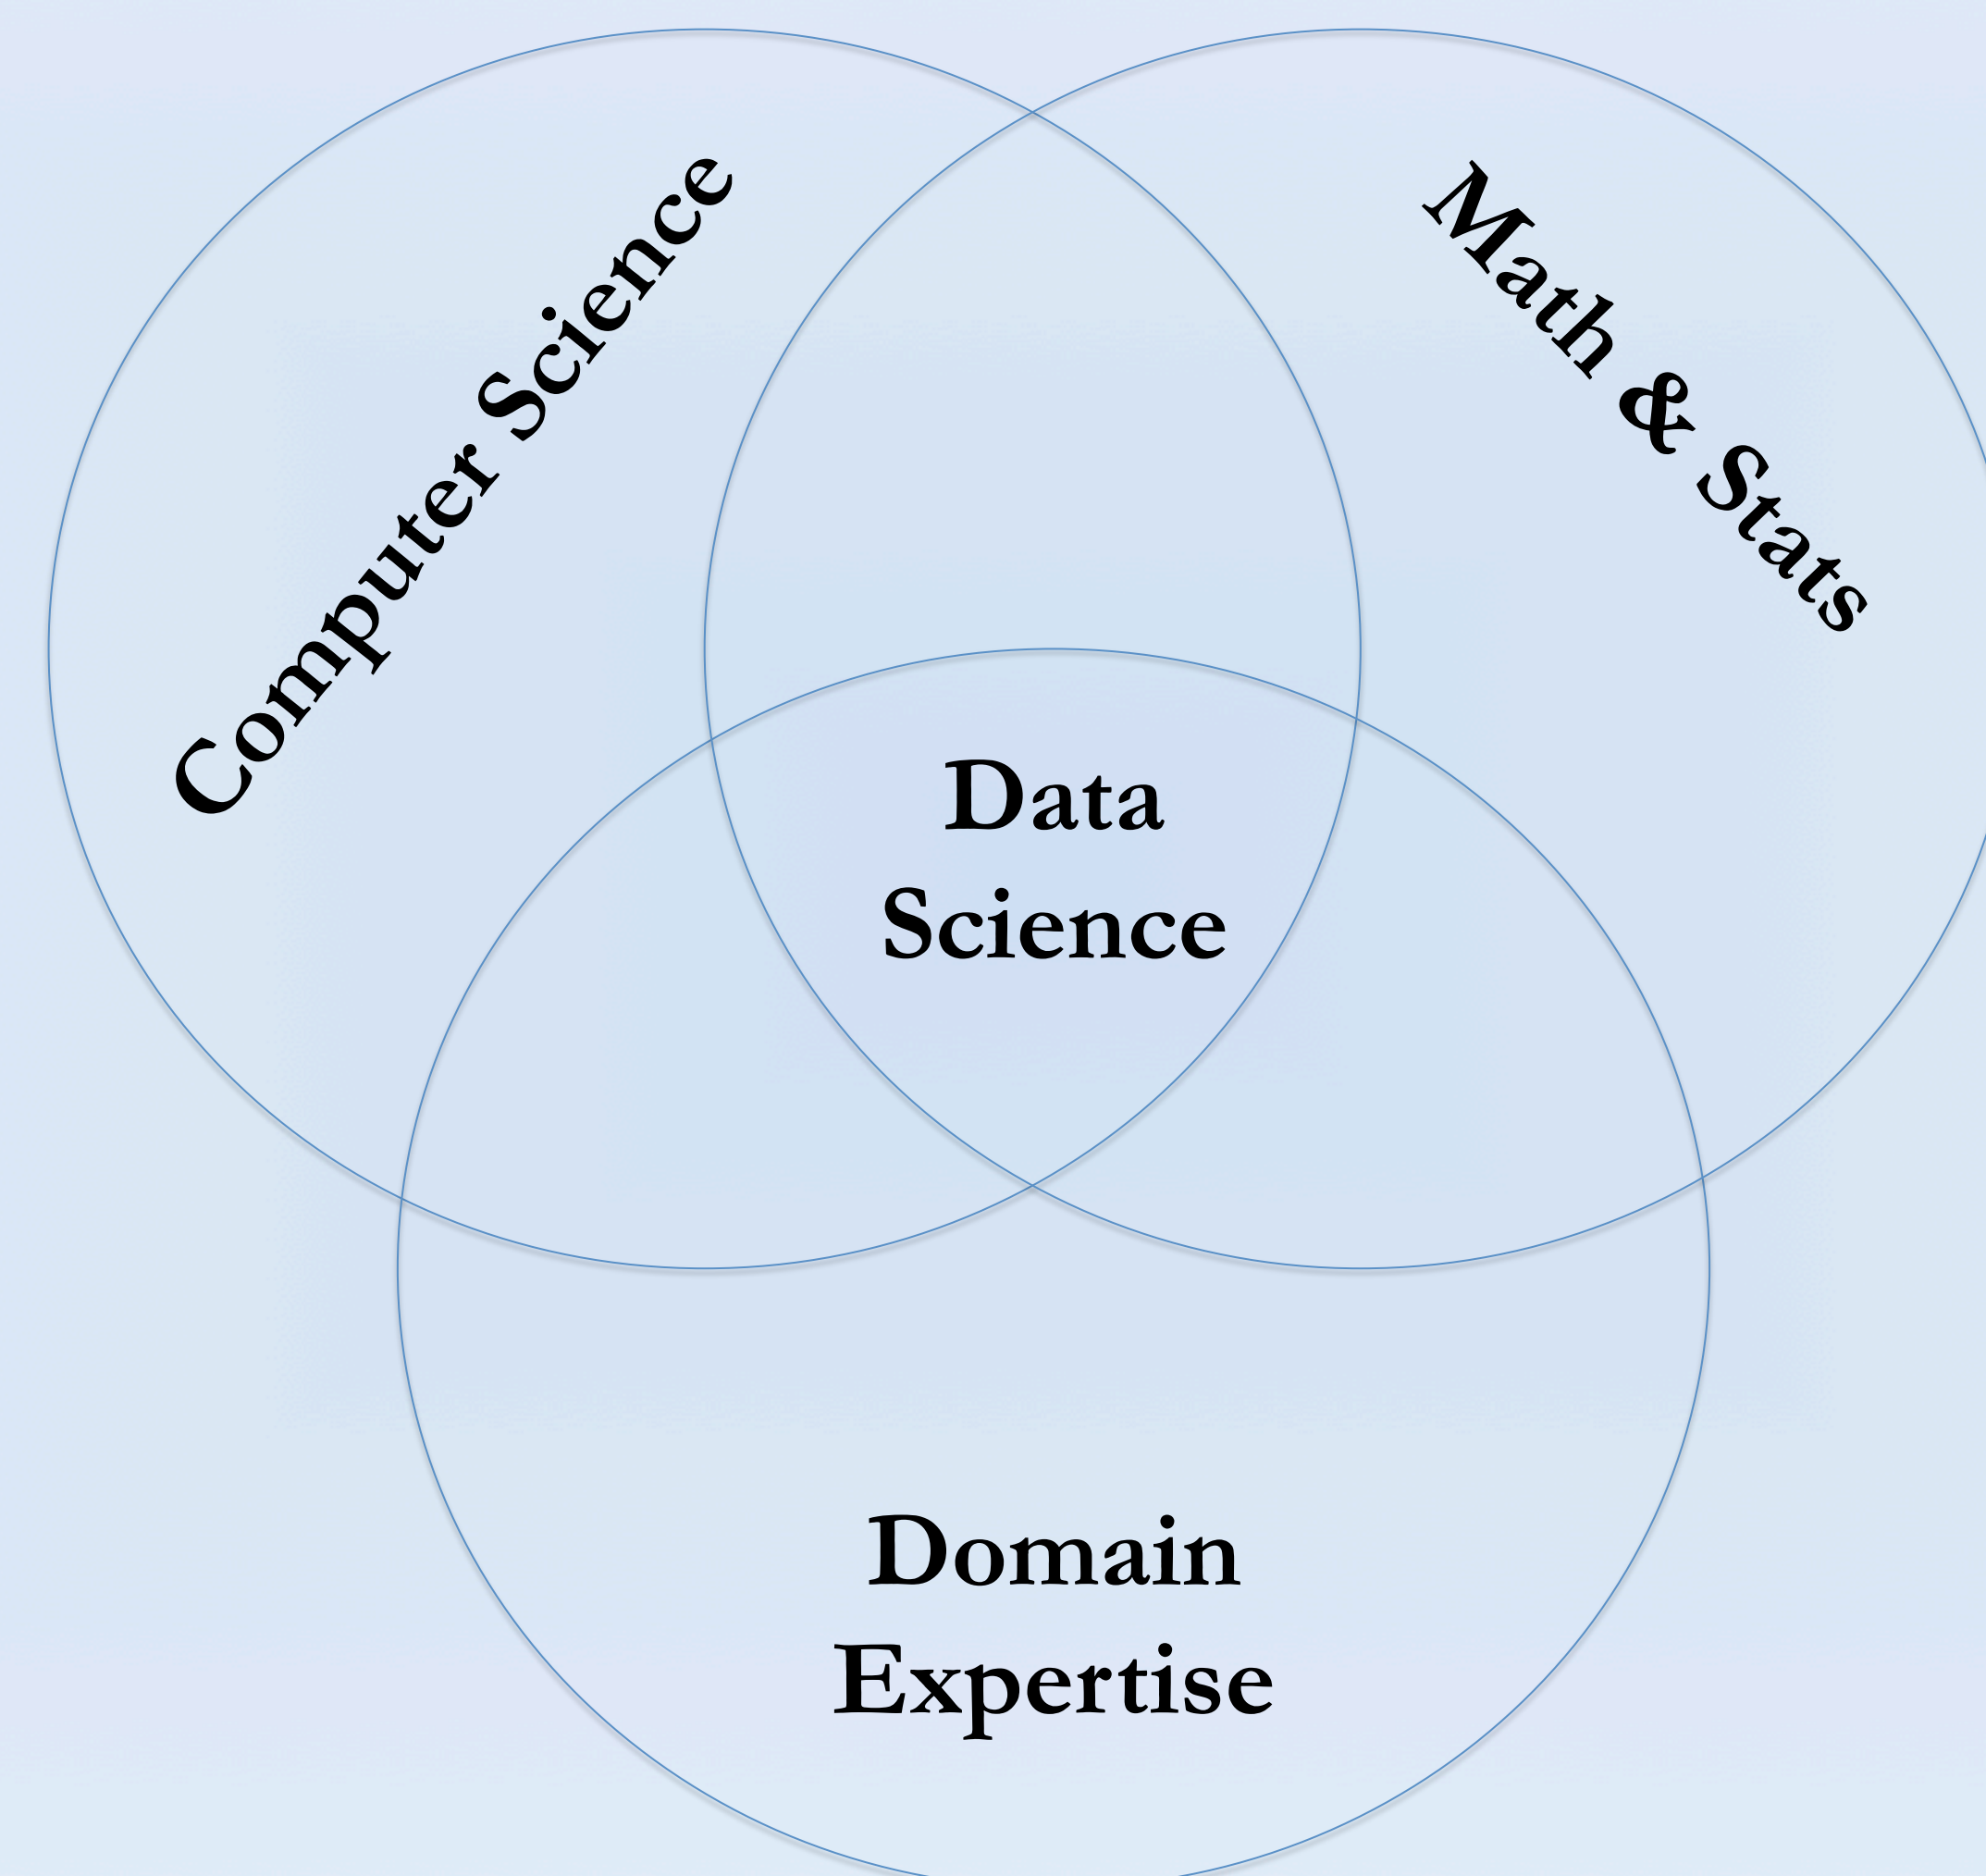 Computer Science
Math & Stats
Data
Science
Domain
Expertise